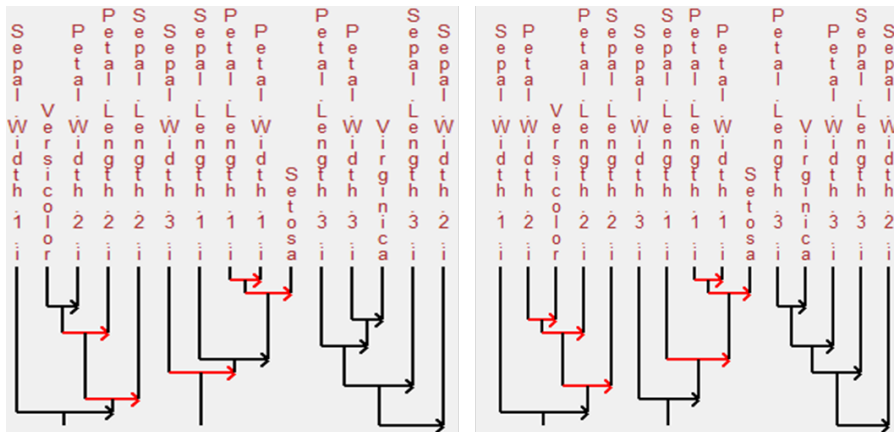 Sepal.Width.1.i
Versicolor
Petal.Width.2.i
Petal.Length.2.i
Sepal.Length.2.i
Sepal.Width.3.i
Sepal.Length.1.i
Petal.Length.1.i
Petal.Width.1.i
Setosa
Petal.Length.3.i
Petal.Width.3.i
Virginica
Sepal.Length.3.i
Sepal.Width.2.i
Sepal.Width.1.i
Petal.Width.2.i
Versicolor
Petal.Length.2.i
Sepal.Length.2.i
Sepal.Width.3.i
Sepal.Length.1.i
Petal.Length.1.i
Petal.Width.1.i
Setosa
Petal.Length.3.i
Virginica
Petal.Width.3.i
Sepal.Length.3.i
Sepal.Width.2.i